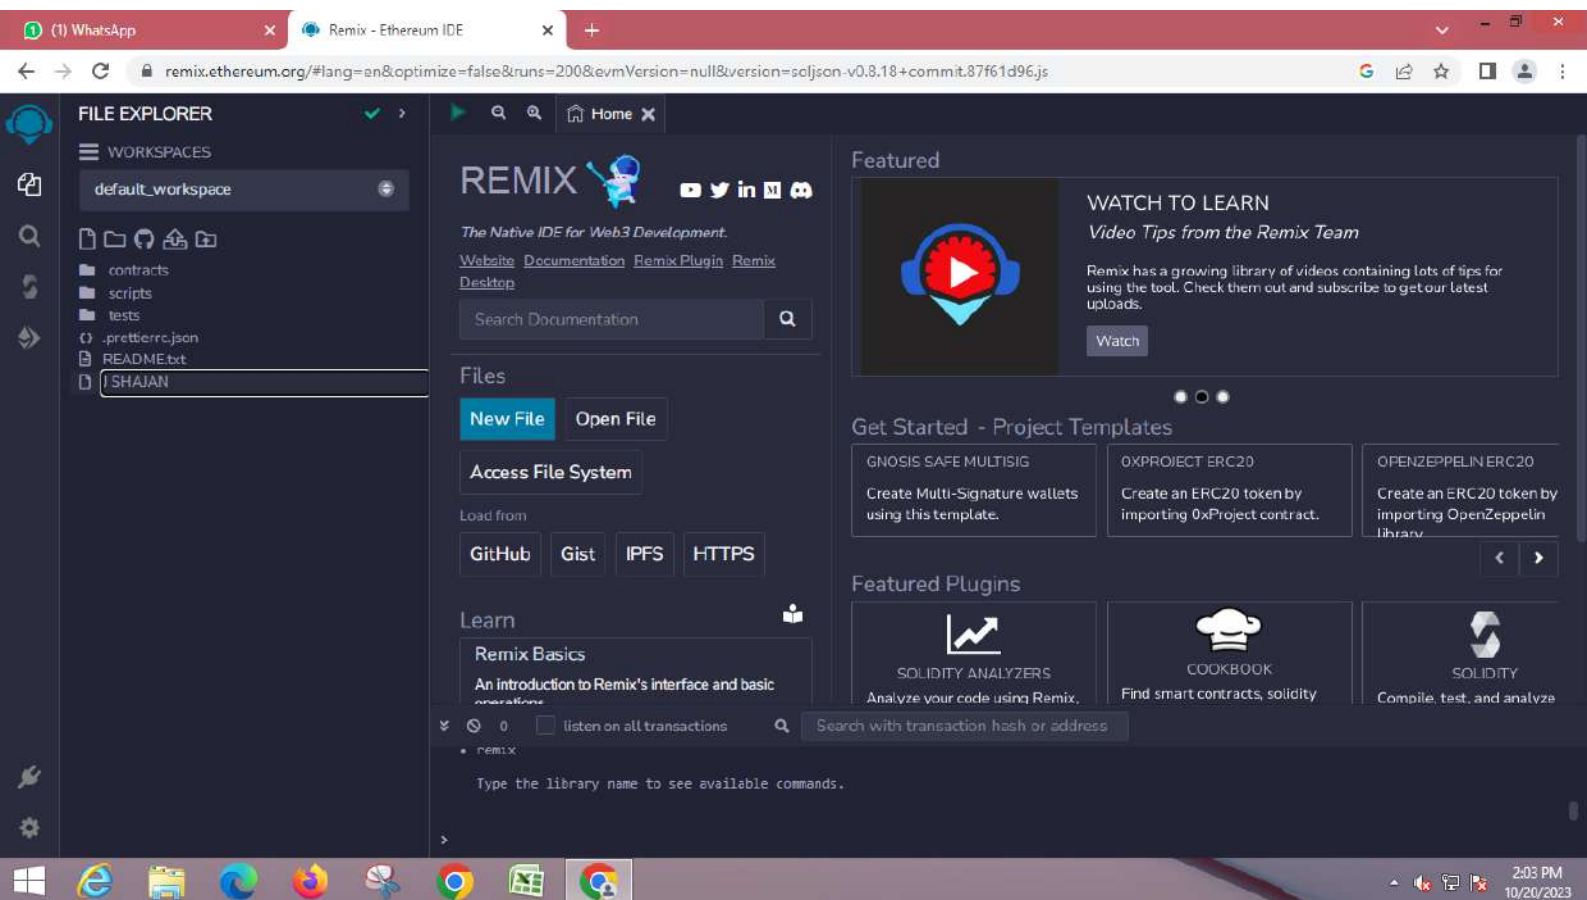 (1) WhatsApp
Remix - Ethereum IDE
remix.ethereum.org/#lang=en&optimize=false&runs=200&evmVersion=null&version=soljson-v0.8.18+commit.87f61d96.js
FILE EXPLORER
WORKSPACES
default_workspace
contracts
scripts
tests
.prettierrc.json
README.txt
J SHAJAN
Home
REMIX
The Native IDE for Web3 Development.
Website Documentation Remix Plugin Remix
Desktop
Search Documentation
Files
New File Open File
Access File System
Load from
GitHub Gist IPFS HTTPS
Learn
Remix Basics
An introduction to Remix's interface and basic
operations
Featured
WATCH TO LEARN
Video Tips from the Remix Team
Remix has a growing library of videos containing lots of tips for
using the tool. Check them out and subscribe to get our latest
uploads.
Watch
Get Started - Project Templates
GNOSIS SAFE MULTISIG
Create Multi-Signature wallets
using this template.
0XPROJECT ERC20
Create an ERC20 token by
importing 0xProject contract.
OPENZEPPELIN ERC20
Create an ERC20 token by
importing OpenZeppelin
library
Featured Plugins
SOLIDITY ANALYZERS
Analyze your code using Remix,
COOKBOOK
Find smart contracts, solidity
SOLIDITY
Compile, test, and analyze
0 listen on all transactions Search with transaction hash or address
• remix
Type the library name to see available commands.
>
2:03 PM
10/20/2023